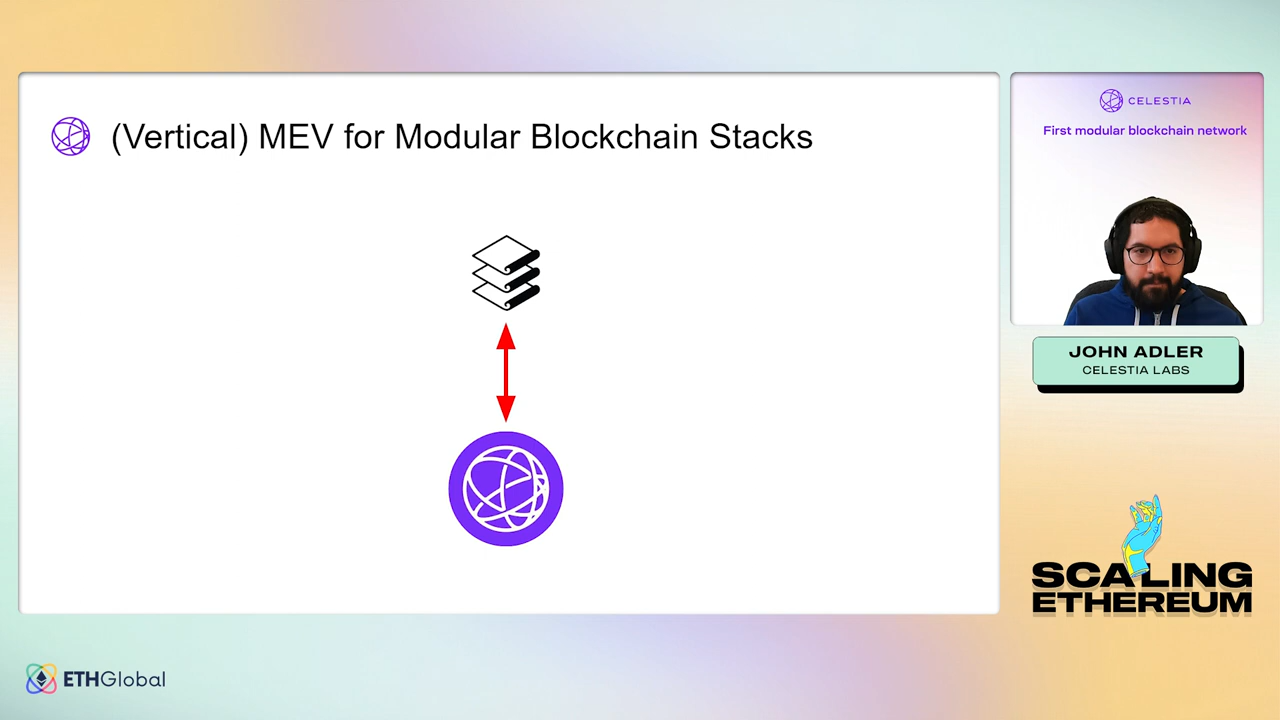 (Vertical) MEV for Modular Blockchain Stacks
CELESTIA
First modular blockchain network
JOHN ADLER
CELESTIA LABS
SCALING
ETHEREUM
ETHGlobal